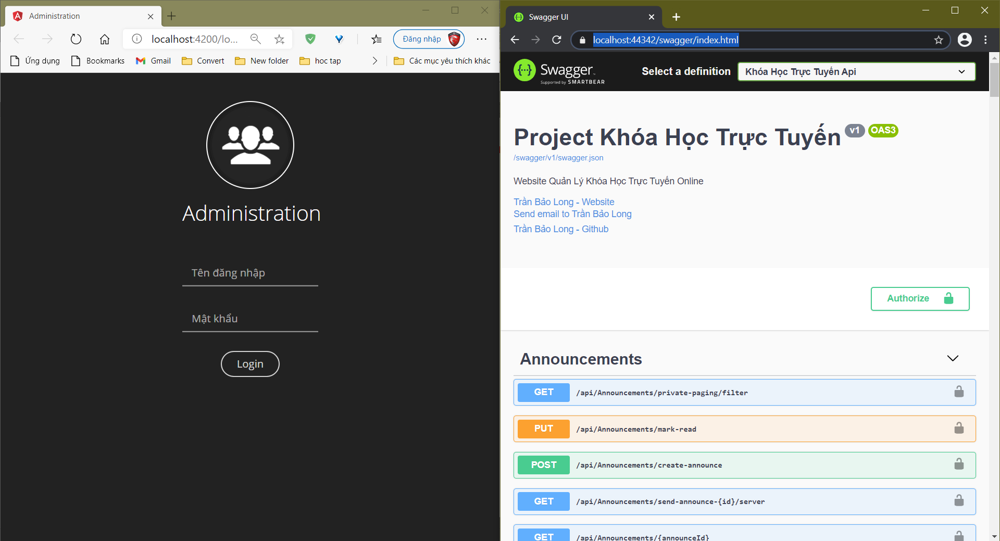 Administration
localhost:4200/lo...
Đăng nhập
Ứng dụng
Bookmarks
Gmail
Convert
New folder
hoc tap
Các mục yêu thích khác
Administration
Tên đăng nhập
Mật khẩu
Login
Swagger UI
localhost:44342/swagger/index.html
Swagger
Supported by SMARTBEAR
Select a definition
Khóa Học Trực Tuyến Api
Project Khóa Học Trực Tuyến v1 OAS3
/swagger/v1/swagger.json
Website Quản Lý Khóa Học Trực Tuyến Online
Trần Bảo Long - Website
Send email to Trần Bảo Long
Trần Bảo Long - Github
Authorize
Announcements
GET /api/Announcements/private-paging/filter
PUT /api/Announcements/mark-read
POST /api/Announcements/create-announce
GET /api/Announcements/send-announce-{id}/server
GET /api/Announcements/{announceId}